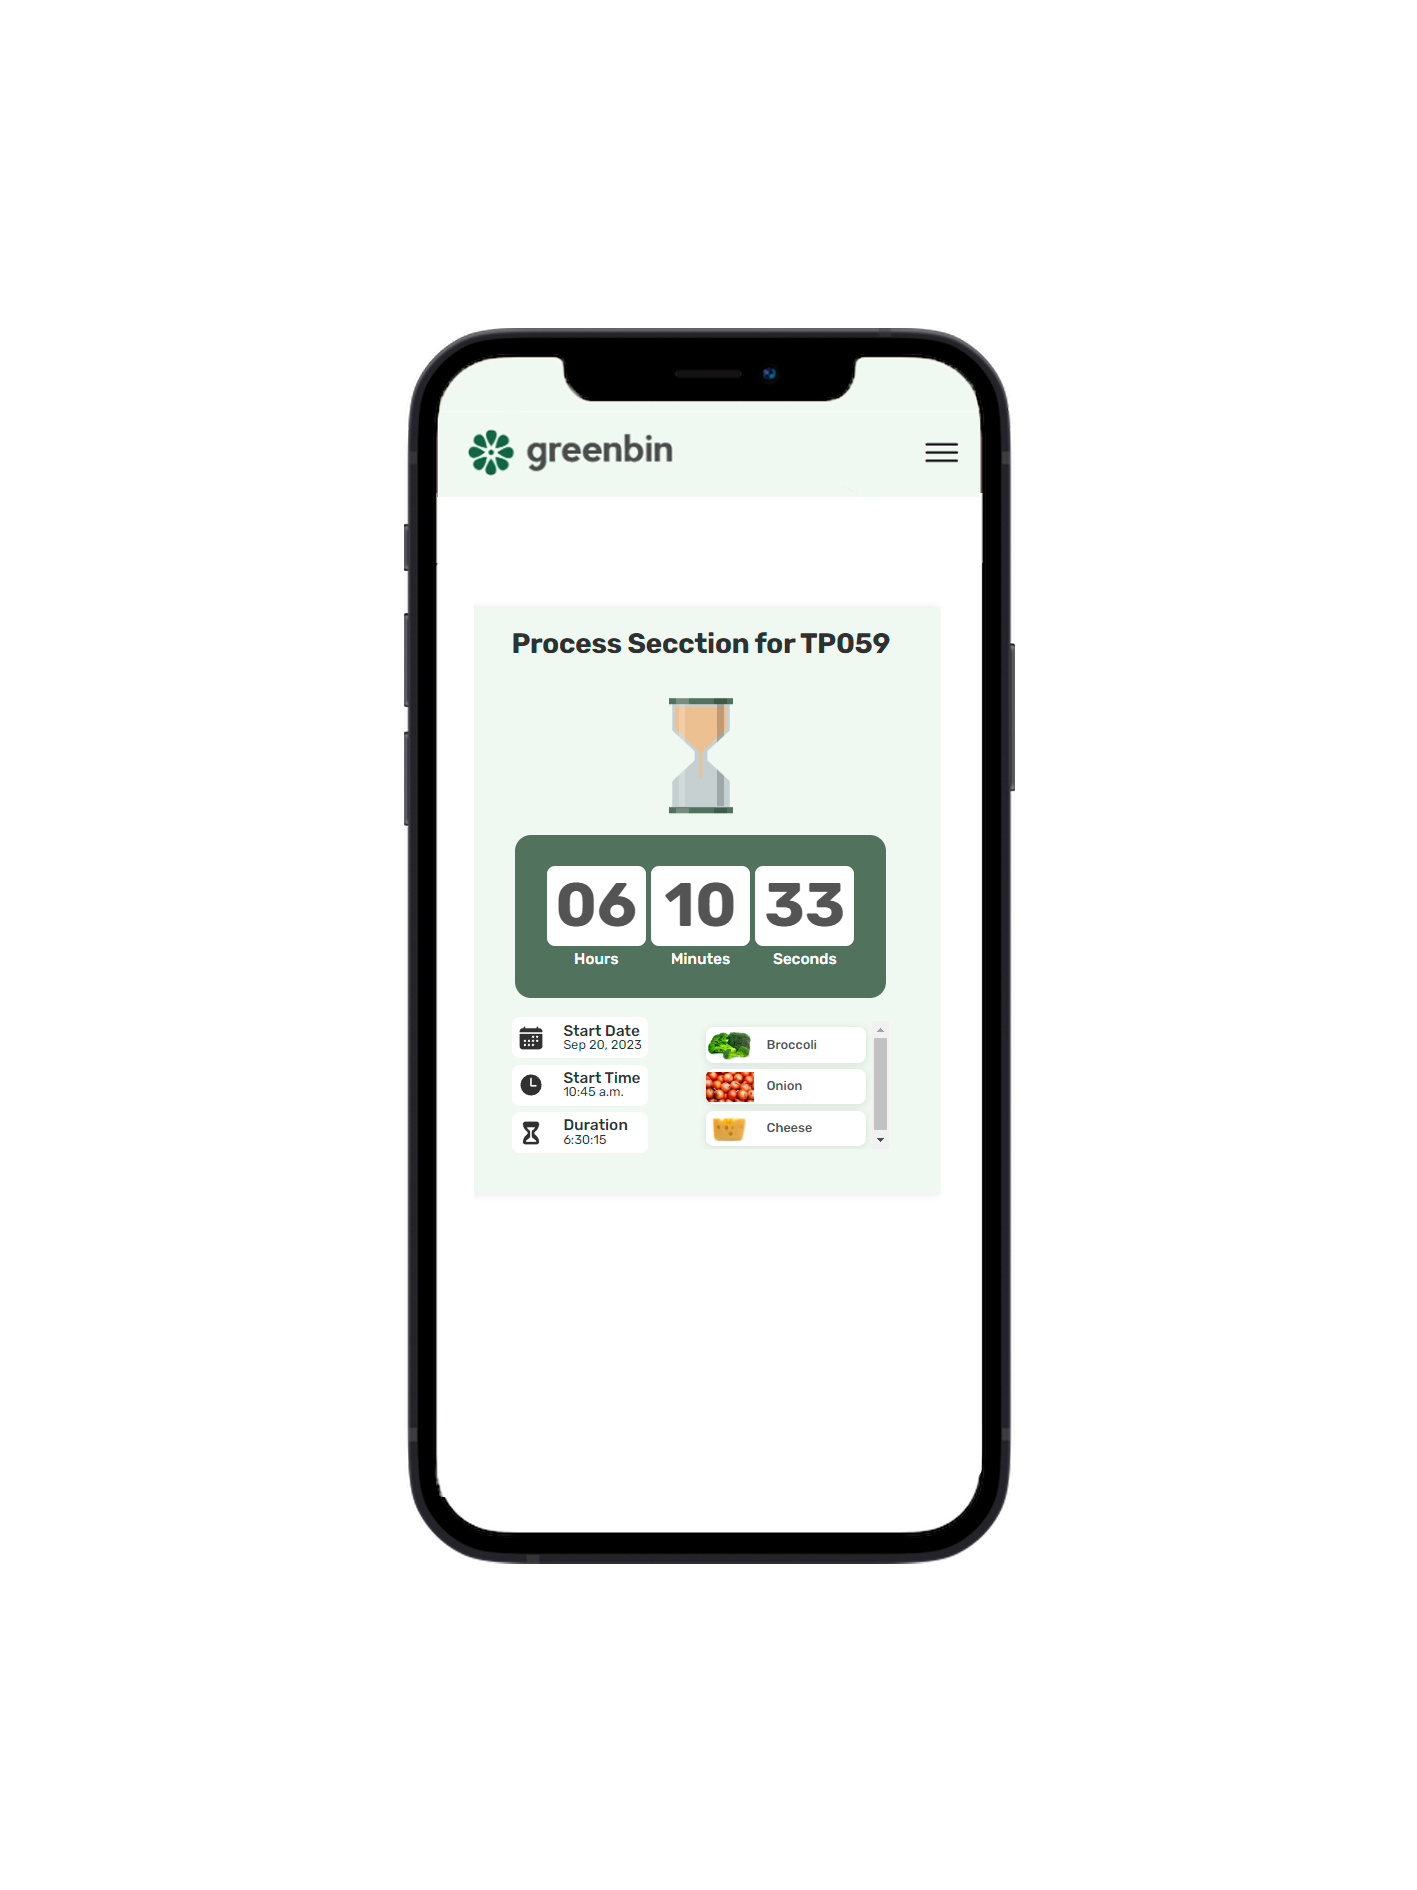 greenbin
Process Secction for TP059
06 10 33
Hours Minutes Seconds
Start Date
Sep 20, 2023
Start Time
10:45 a.m.
Duration
6:30:15
Broccoli
Onion
Cheese